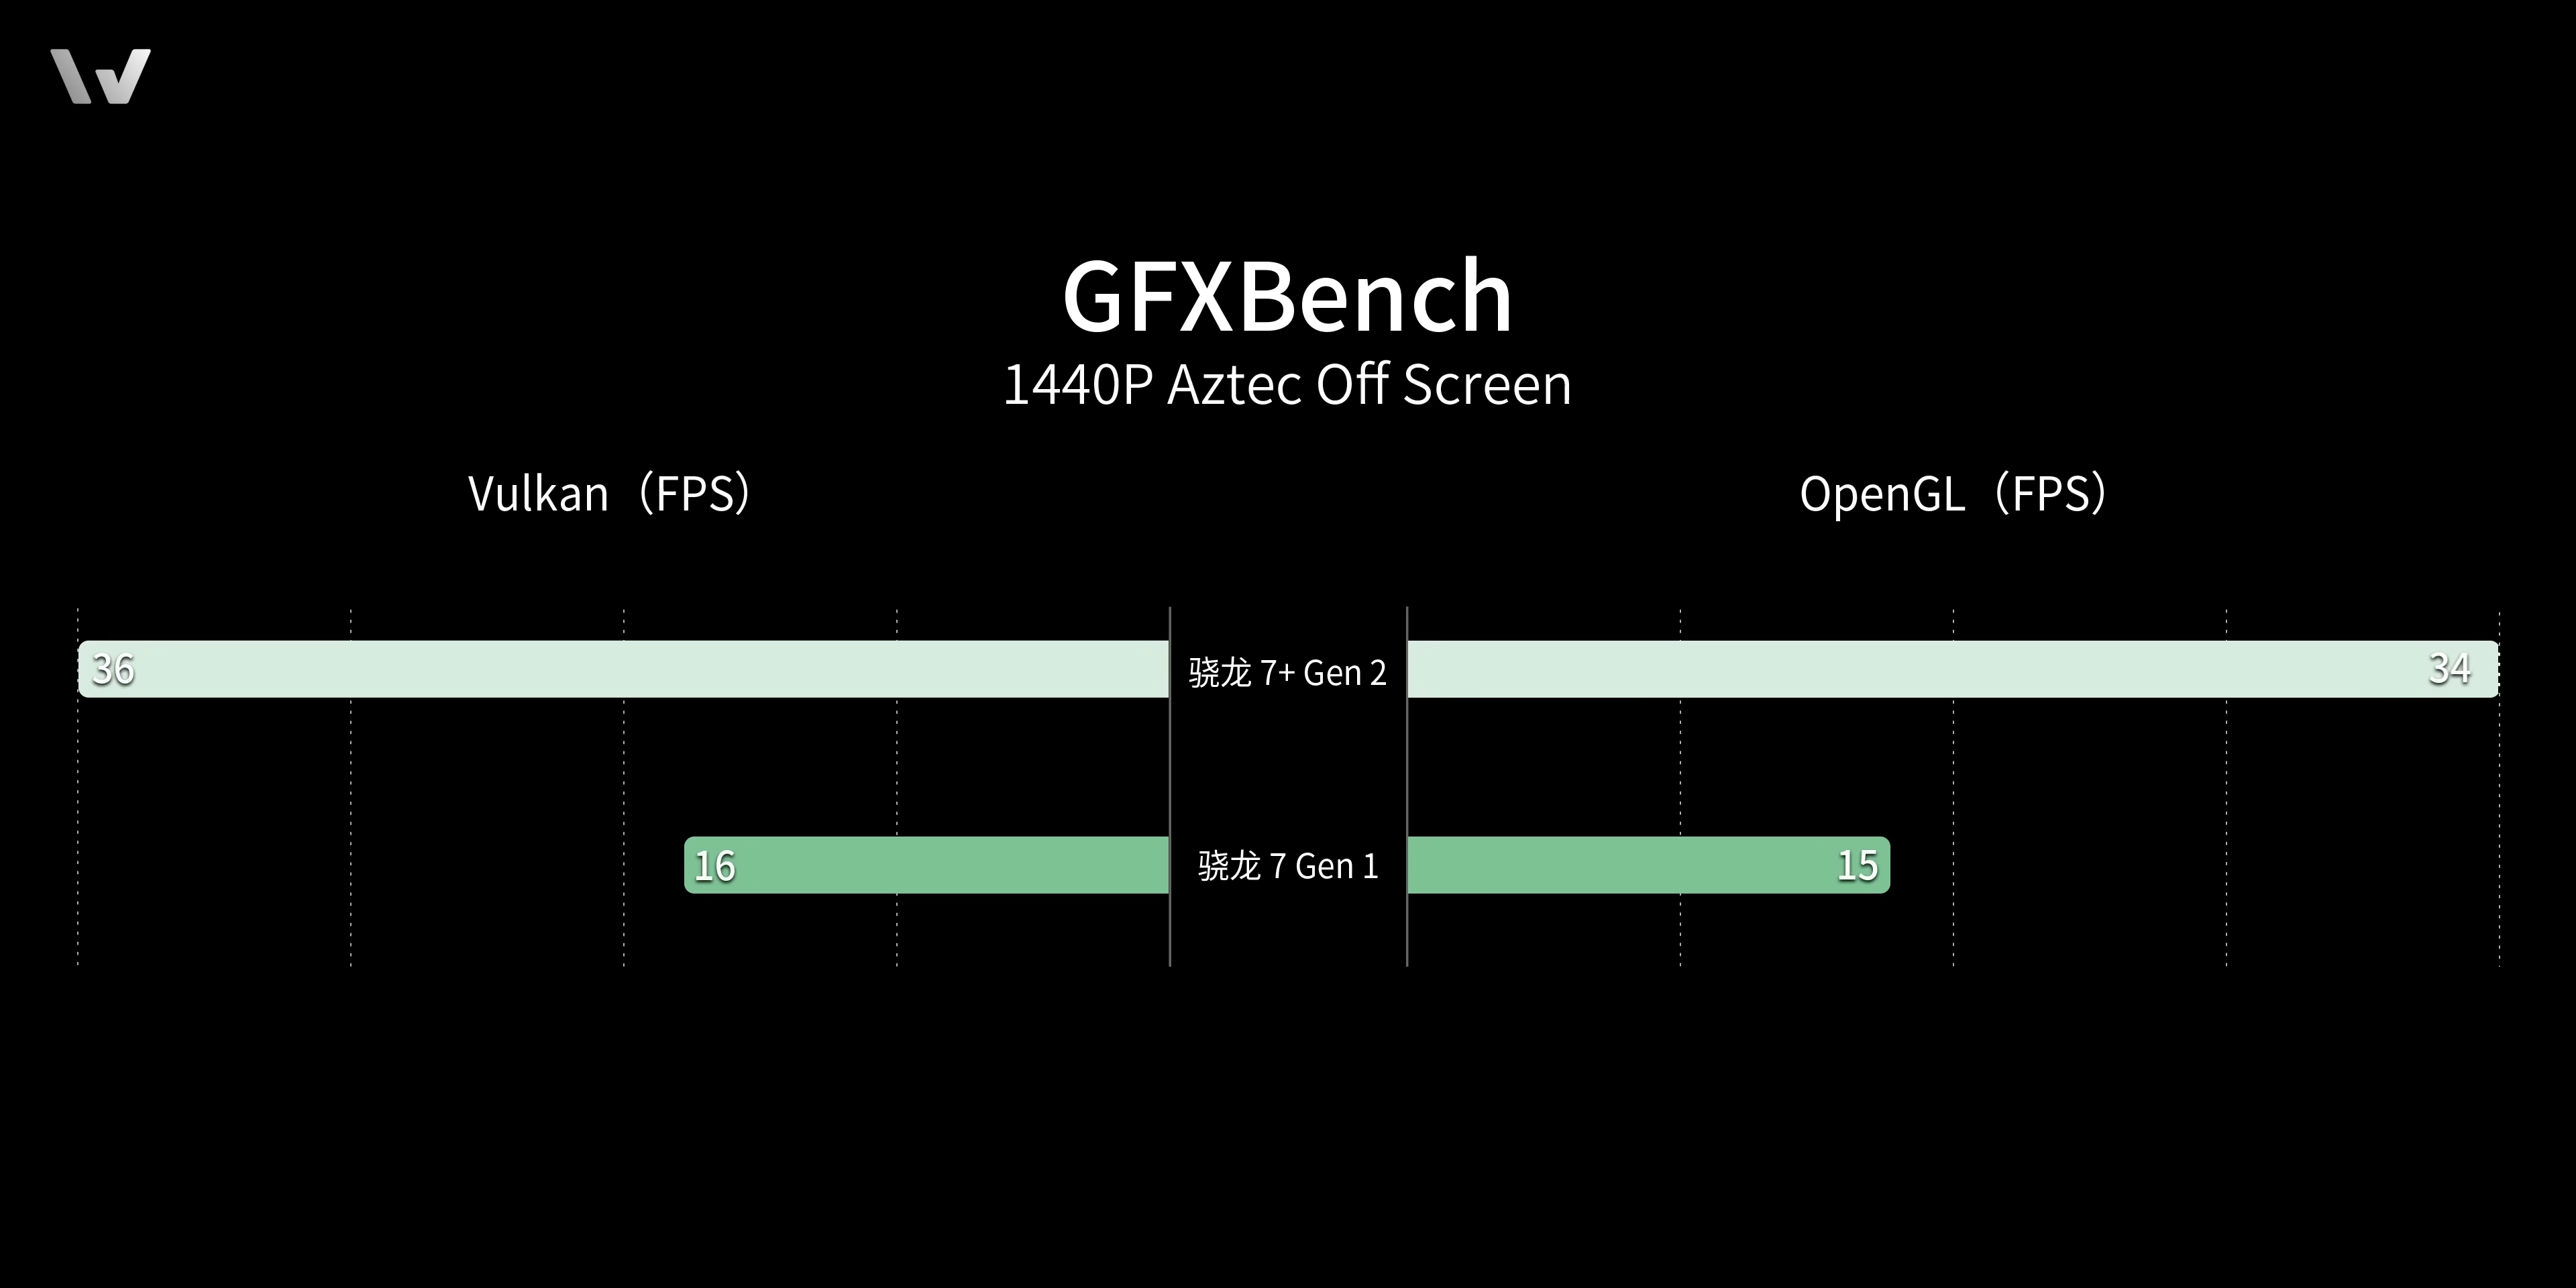 GFXBench
1440P Aztec Off Screen
Vulkan（FPS）
OpenGL（FPS）
36
骁龙 7+ Gen 2
34
16
骁龙 7 Gen 1
15